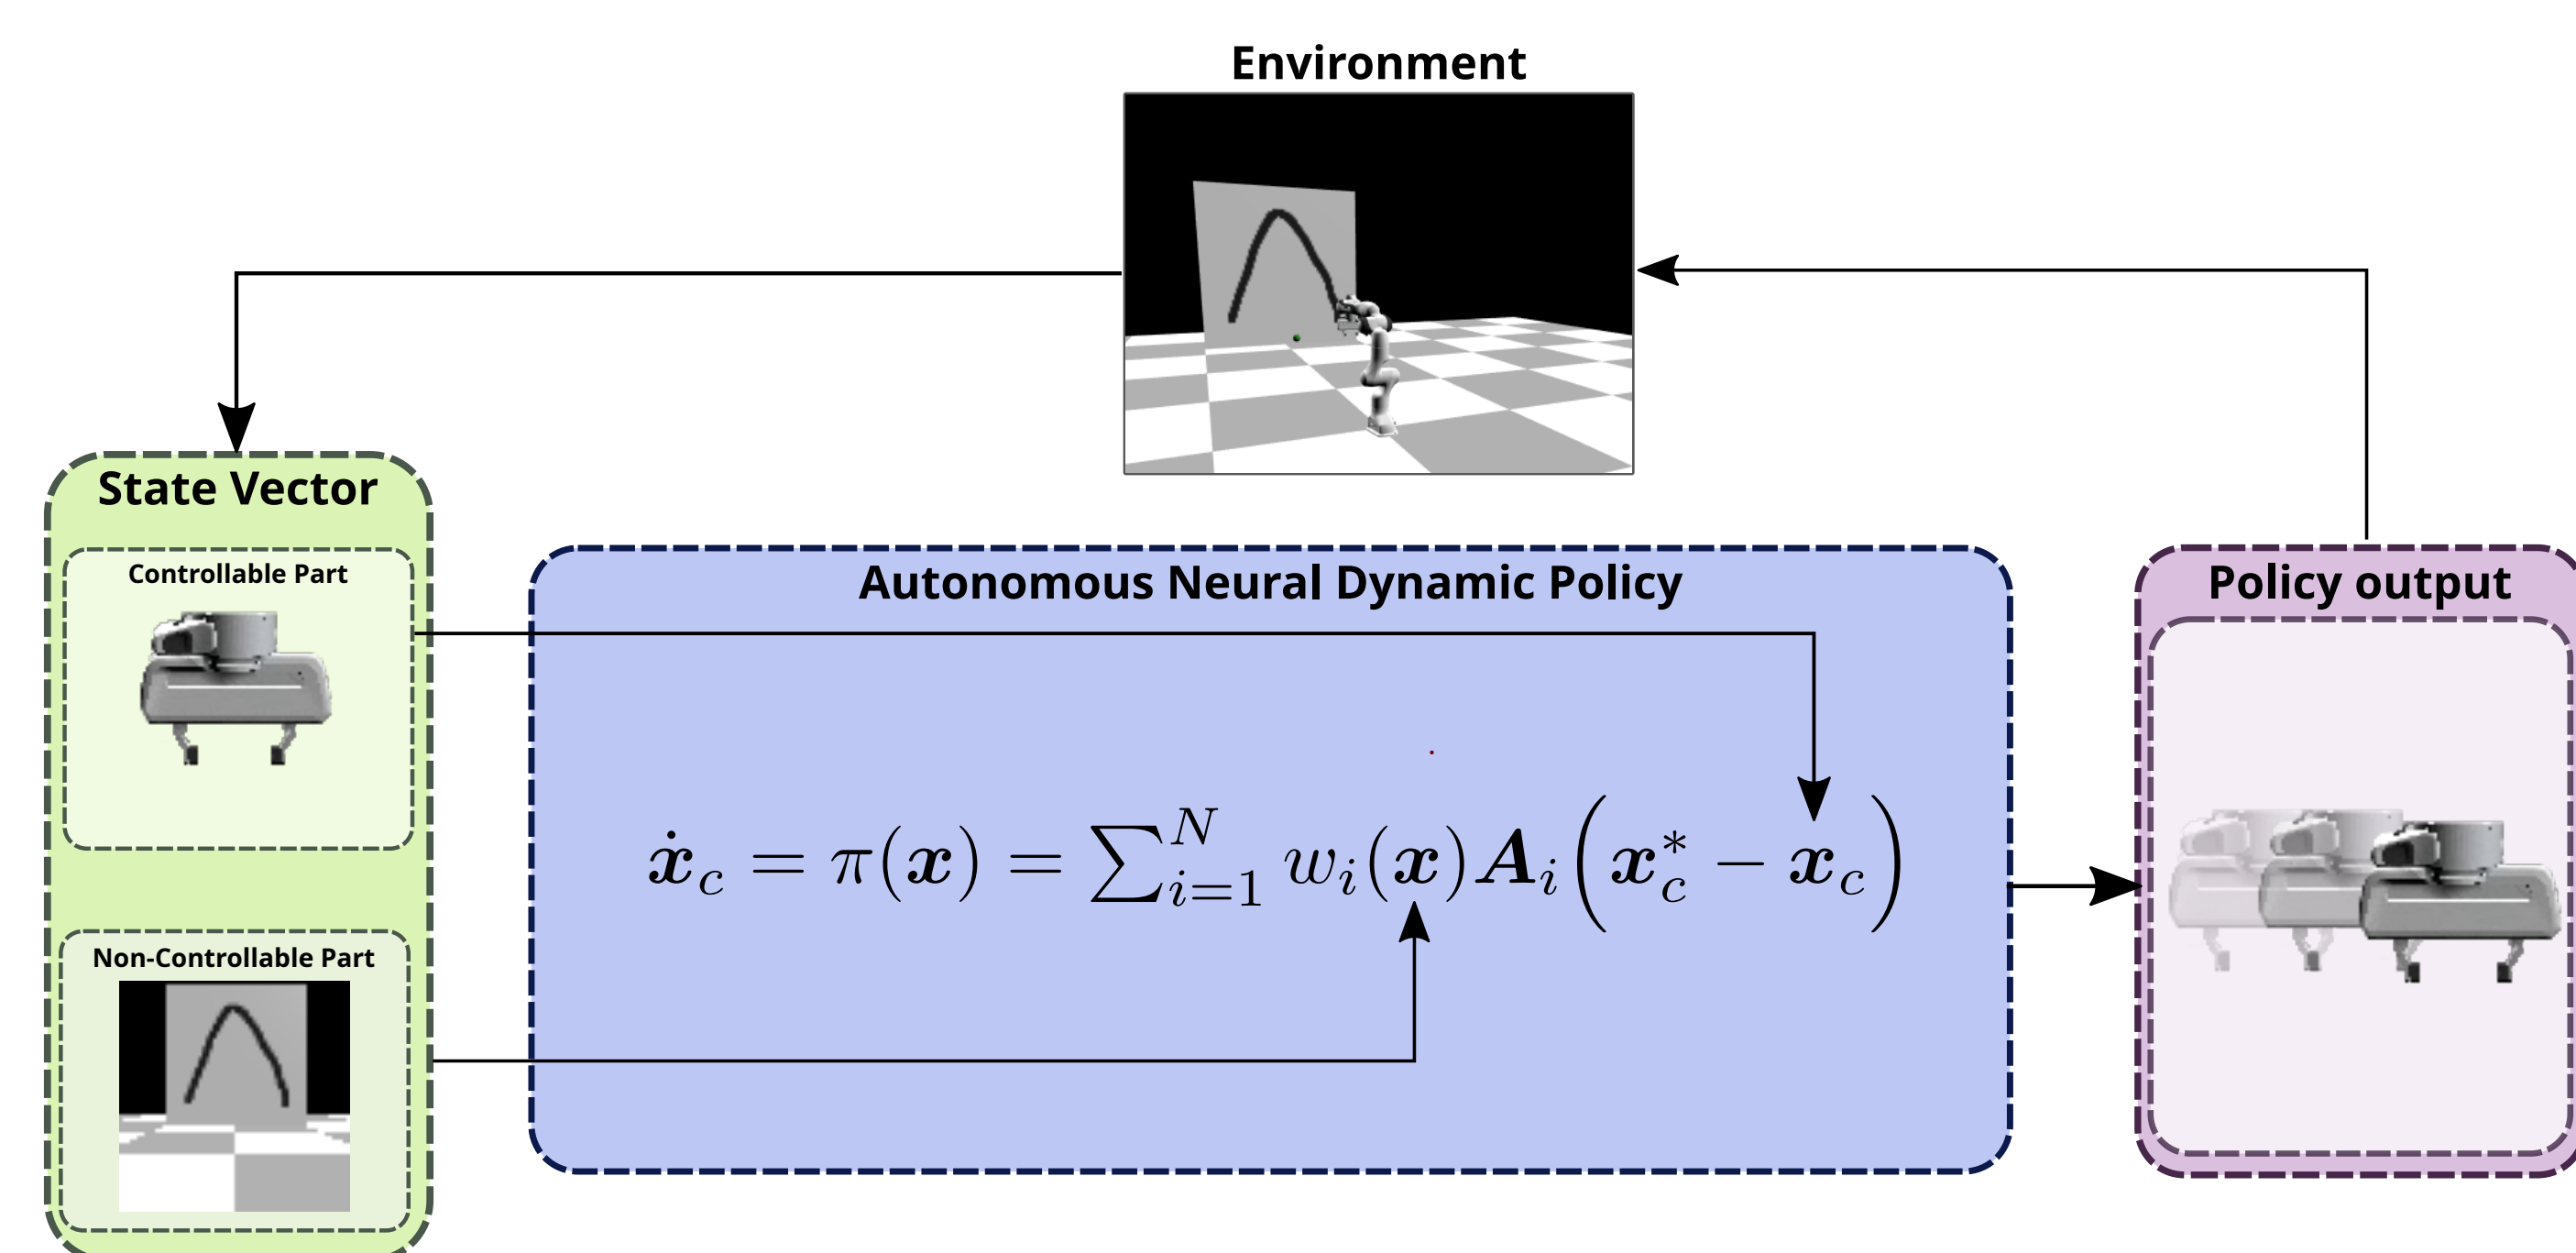 Environment
State Vector
Controllable Part
Non-Controllable Part
Autonomous Neural Dynamic Policy
ẋ_c = π(x) = ∑_{i=1}^{N} w_i(x)A_i(x_c^* − x_c)
Policy output